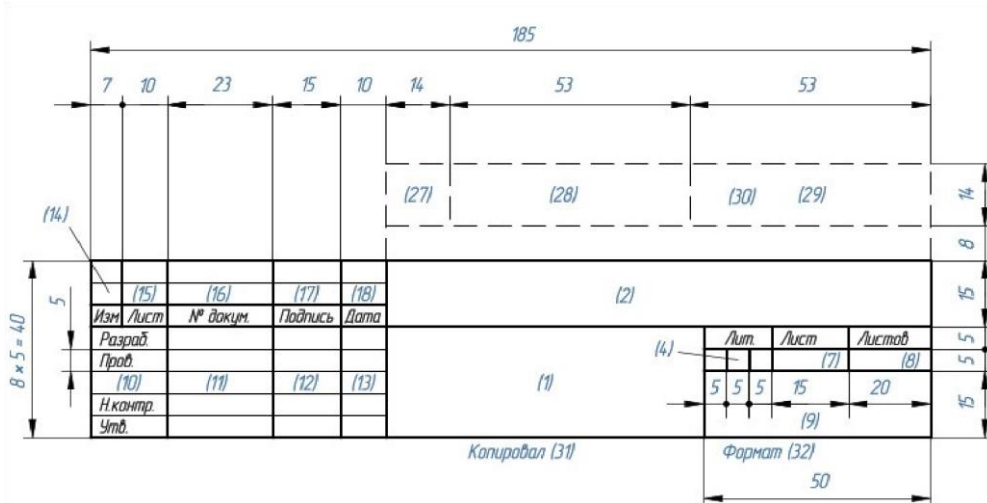 185
7 10 23 15 10 14 53 53
(27) (28) (30) (29) 14
(14)
8
(15) (16) (17) (18) (2) 15
5
Изм Лист № докум. Подпись Дата
8 × 5 = 40
Разраб. Лит. Лист Листов 5
Пров. (4) (7) (8) 5
(10) (11) (12) (13) (1) 5 5 5 15 20 15
Н.контр. (9)
Утв.
Копировал (31) Формат (32)
50